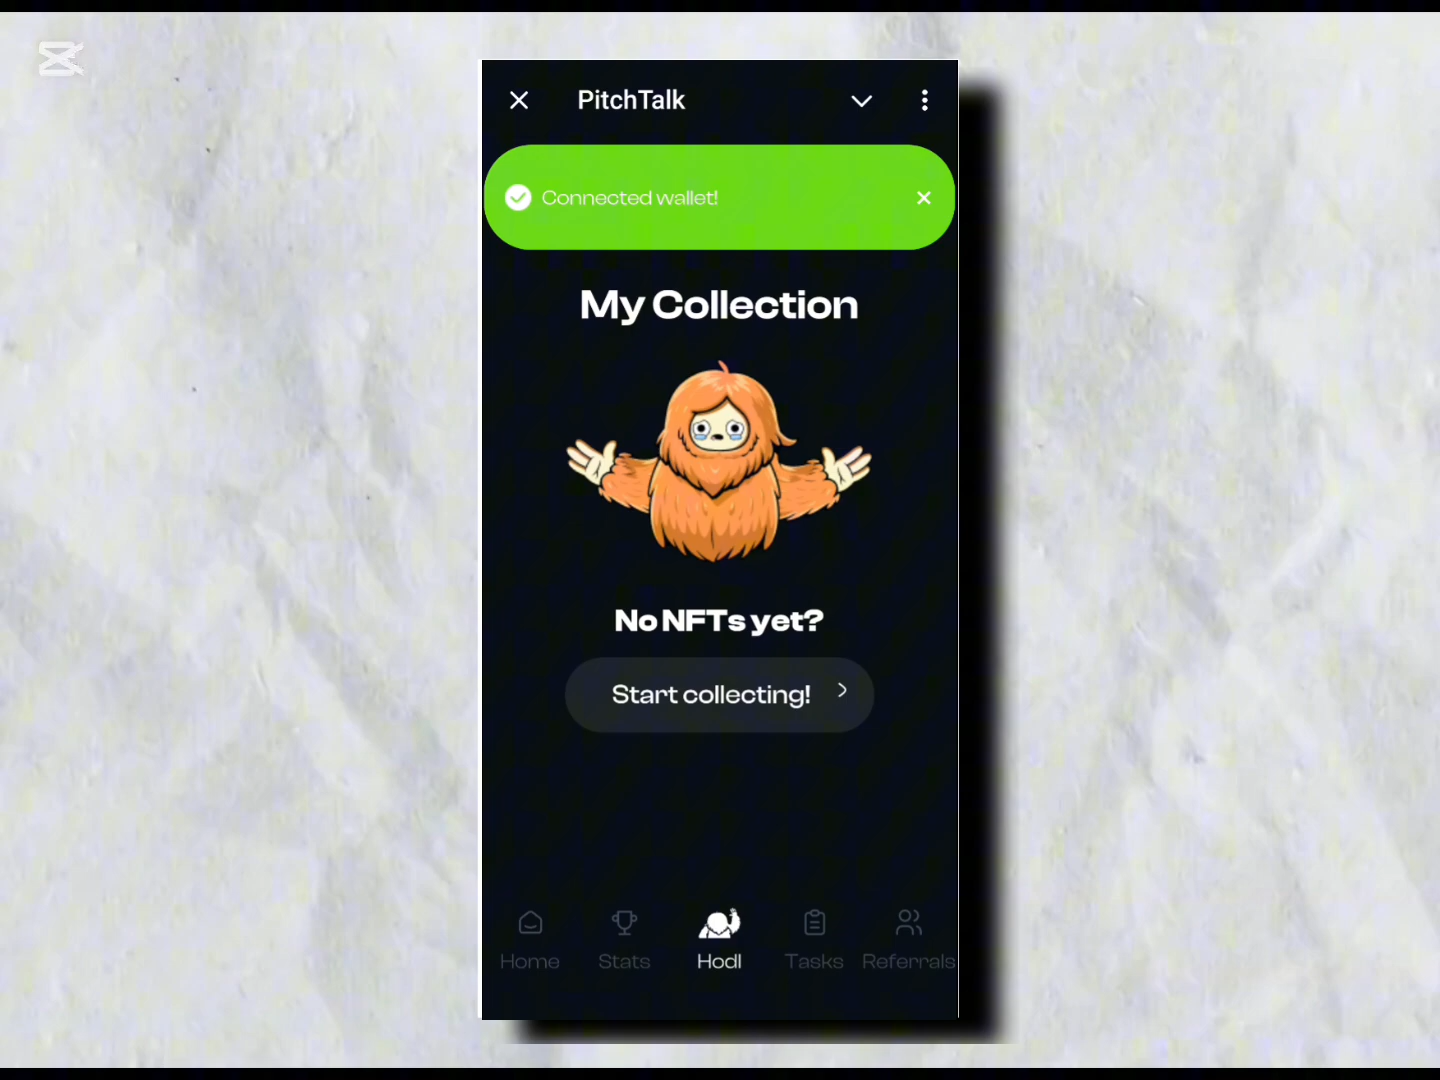 PitchTalk
Connected wallet!
My Collection
No NFTs yet?
Start collecting!
Home
Stats
Hodl
Tasks
Referrals